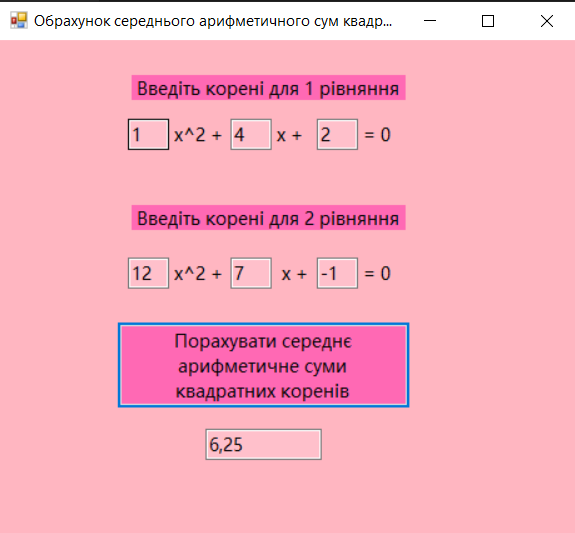 Обрахунок середнього арифметичного сум квадр...
Введіть корені для 1 рівняння
1 x^2 + 4 x + 2 = 0
Введіть корені для 2 рівняння
12 x^2 + 7 x + -1 = 0
Порахувати середнє
арифметичне суми
квадратних коренів
6,25